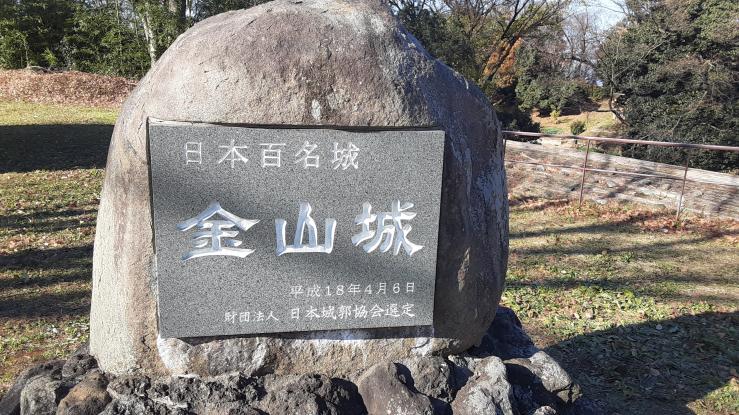 日本百名城
金山城
平成18年4月6日
財団法人 日本城郭協会選定